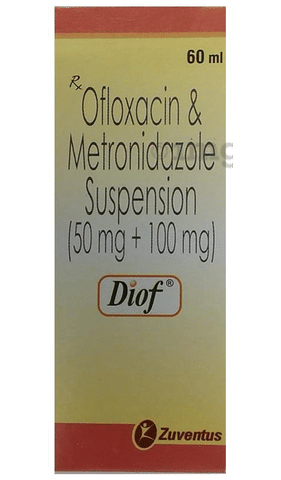 60 ml
Rx Ofloxacin &
Metronidazole
Suspension
(50 mg + 100 mg)
Diof®
Zuventus